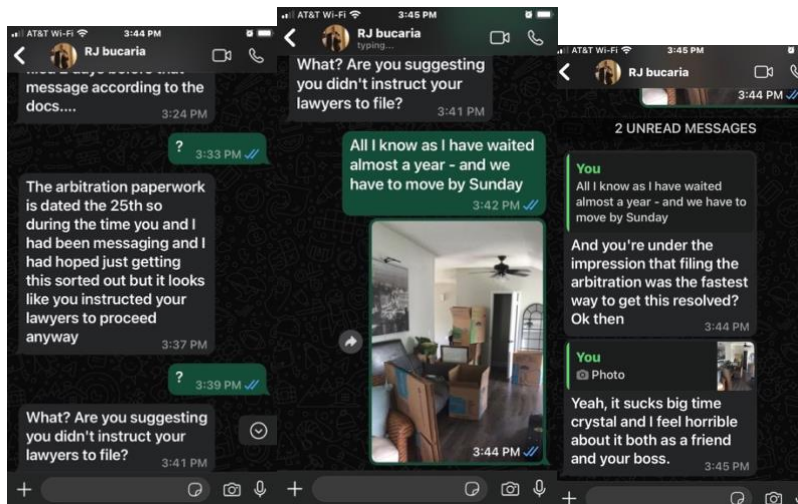 AT&T Wi-Fi
3:44 PM
RJ bucaria
message according to the
docs....
3:24 PM
?
3:33 PM
The arbitration paperwork
is dated the 25th so
during the time you and I
had been messaging and I
had hoped just getting
this sorted out but it looks
like you instructed your
lawyers to proceed
anyway
3:37 PM
?
3:39 PM
What? Are you suggesting
you didn't instruct your
lawyers to file?
3:41 PM
AT&T Wi-Fi
3:45 PM
RJ bucaria
typing...
What? Are you suggesting
you didn't instruct your
lawyers to file?
3:41 PM
All I know as I have waited
almost a year - and we
have to move by Sunday
3:42 PM
3:44 PM
AT&T Wi-Fi
3:45 PM
RJ bucaria
3:44 PM
2 UNREAD MESSAGES
You
All I know as I have waited
almost a year - and we have to
move by Sunday
And you're under the
impression that filing the
arbitration was the fastest
way to get this resolved?
Ok then
3:44 PM
You
Photo
Yeah, it sucks big time
crystal and I feel horrible
about it both as a friend
and your boss.
3:45 PM